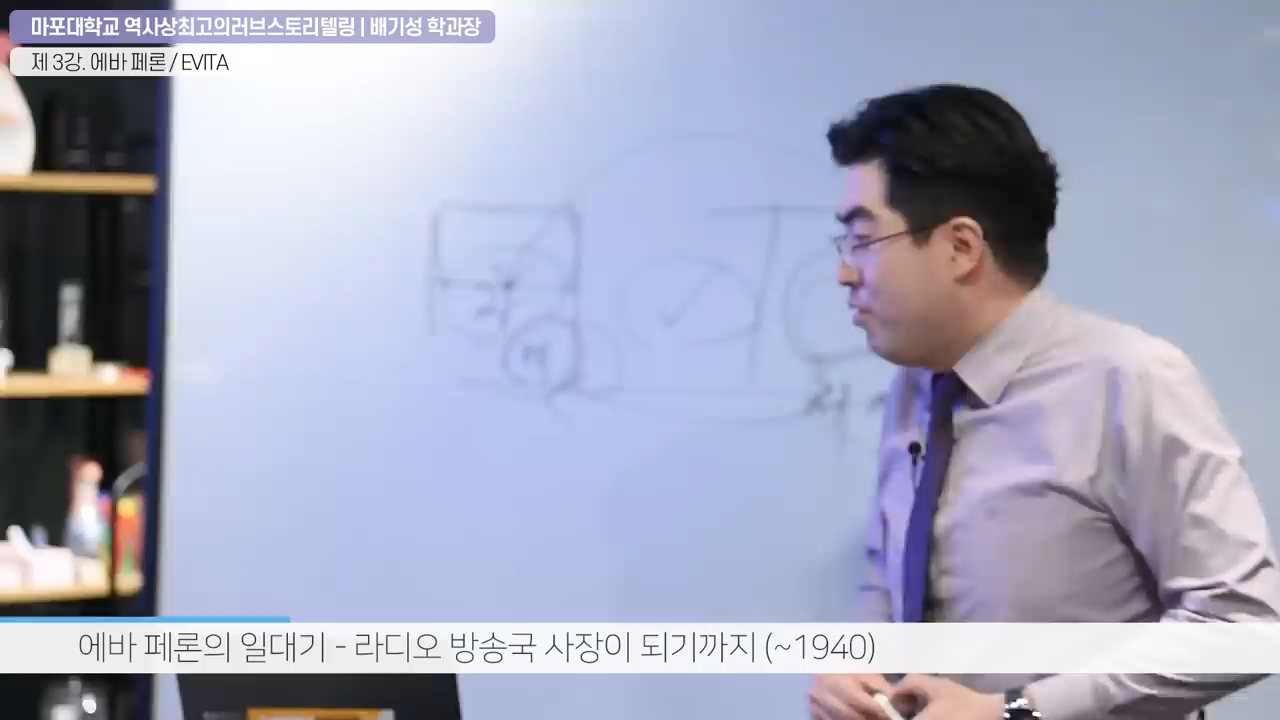 마포대학교 역사상최고의러브스토리텔링 | 배기성 학과장
제 3강. 에바 페론 / EVITA
에바 페론의 일대기 - 라디오 방송국 사장이 되기까지 (~1940)